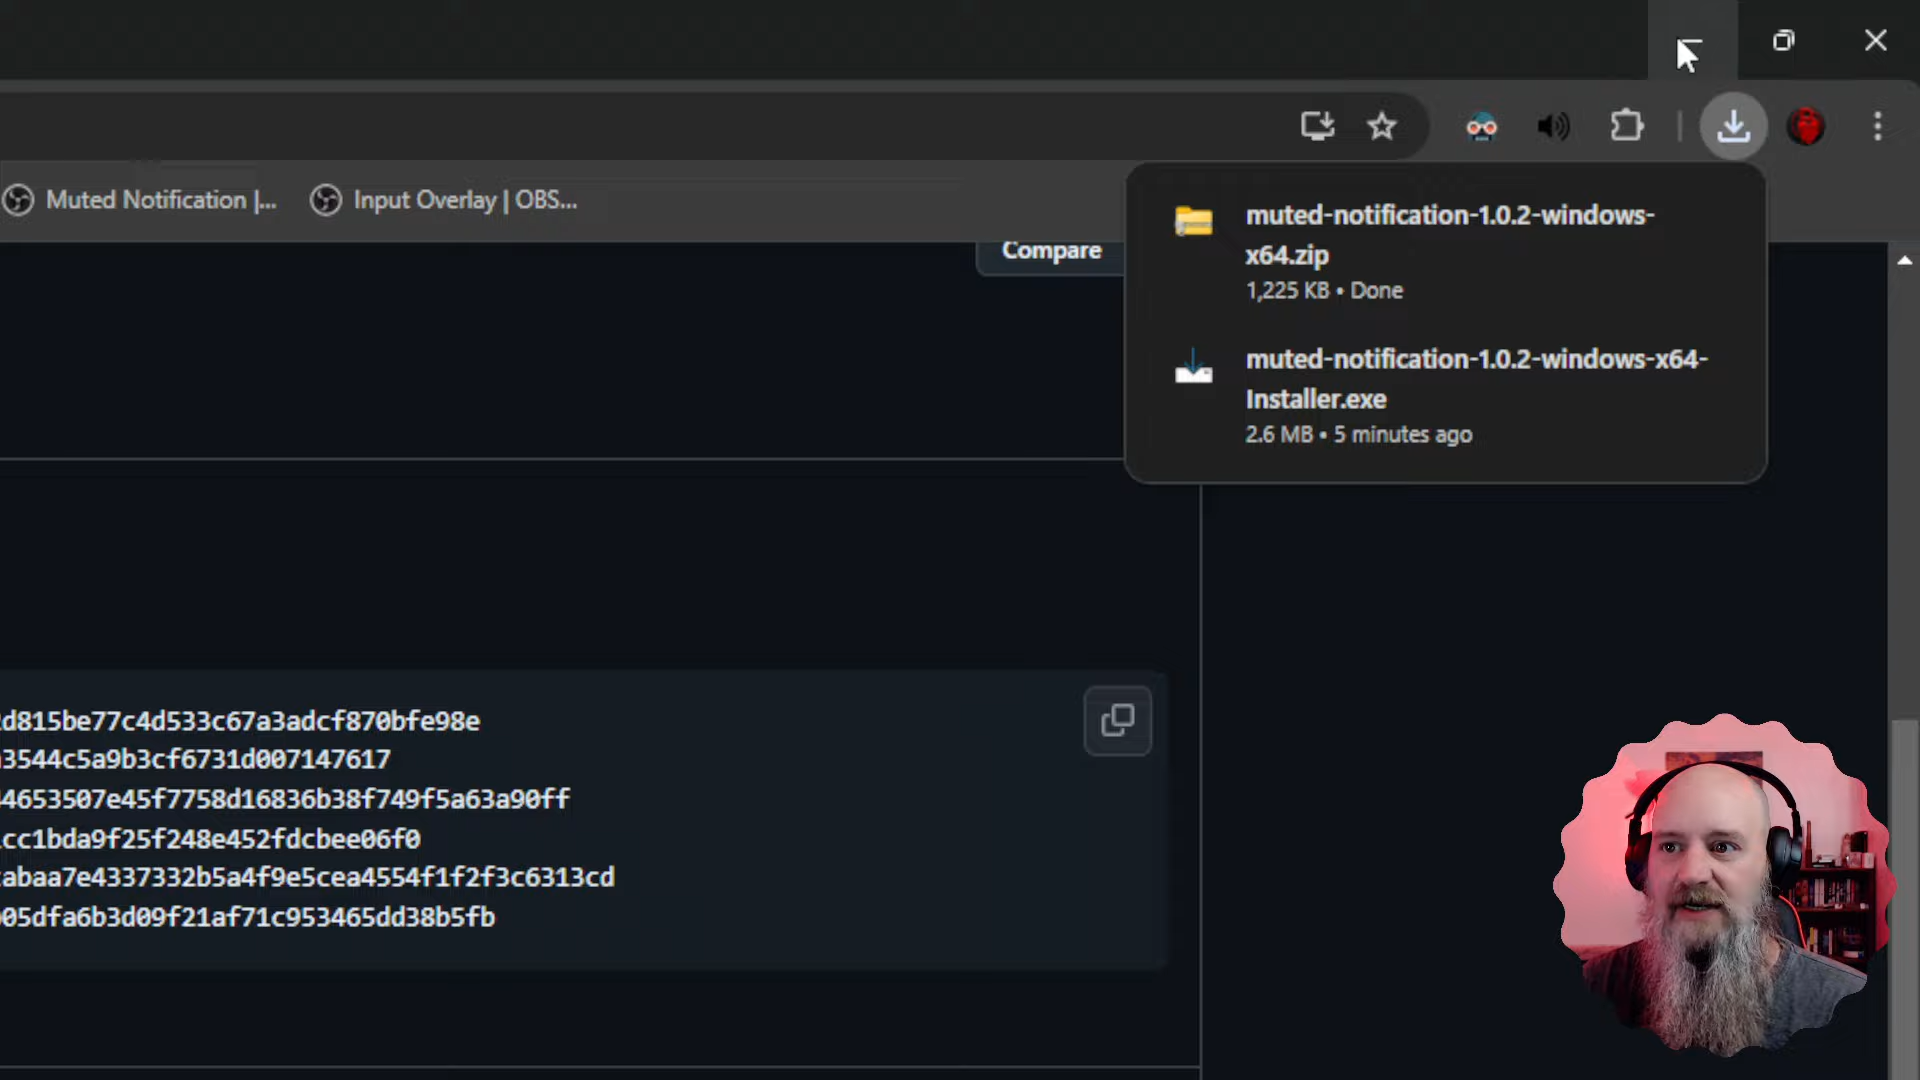 Muted Notification |...
Input Overlay | OBS...
Compare
muted-notification-1.0.2-windows-
x64.zip
1,225 KB • Done
muted-notification-1.0.2-windows-x64-
Installer.exe
2.6 MB • 5 minutes ago
d815be77c4d533c67a3adcf870bfe98e
3544c5a9b3cf6731d007147617
4653507e45f7758d16836b38f749f5a63a90ff
cc1bda9f25f248e452fdcbee06f0
abaa7e4337332b5a4f9e5cea4554f1f2f3c6313cd
05dfa6b3d09f21af71c953465dd38b5fb